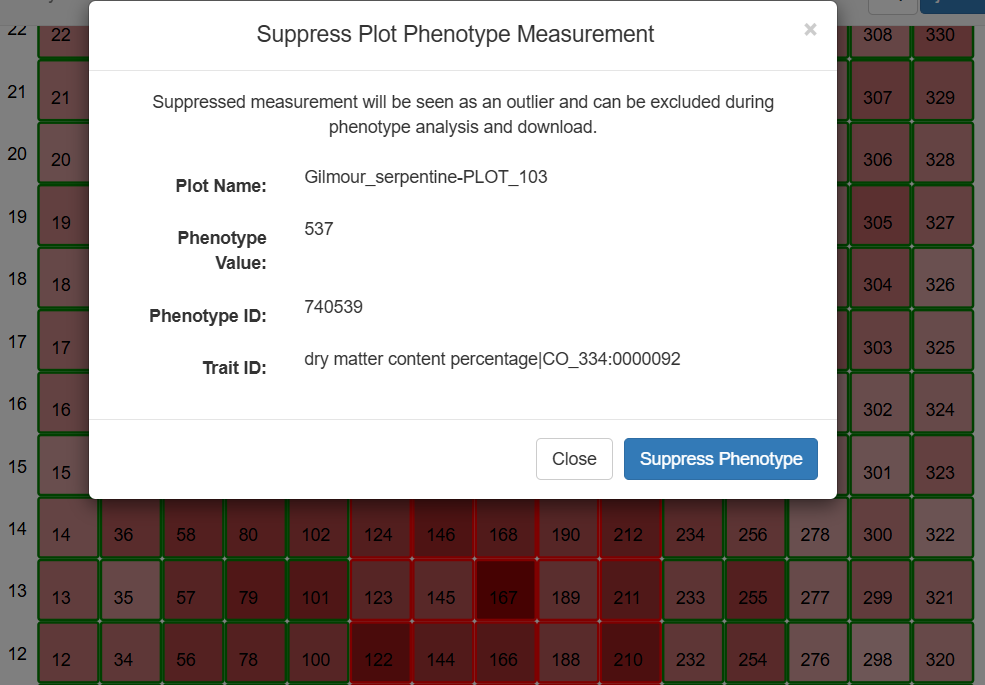 Suppress Plot Phenotype Measurement ×
22 22 308 330
Suppressed measurement will be seen as an outlier and can be excluded during
phenotype analysis and download.
21 21 307 329
20 20 306 328
Plot Name: Gilmour_serpentine-PLOT_103
19 19 305 327
Phenotype Value: 537
18 18 304 326
Phenotype ID: 740539
17 17 303 325
Trait ID: dry matter content percentage|CO_334:0000092
16 16 302 324
Close Suppress Phenotype
15 15 301 323
14 14 36 58 80 102 124 146 168 190 212 234 256 278 300 322
13 13 35 57 79 101 123 145 167 189 211 233 255 277 299 321
12 12 34 56 78 100 122 144 166 188 210 232 254 276 298 320